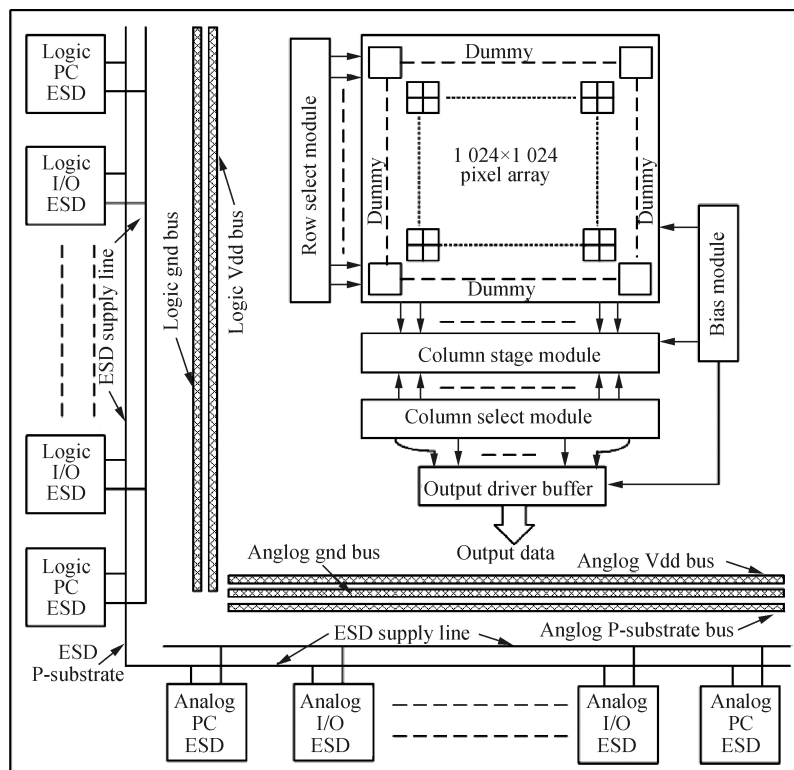 Logic
PC
ESD
Logic
I/O
ESD
ESD supply line
Logic
I/O
ESD
Logic
PC
ESD
ESD
P-substrate
Logic gnd bus
Logic Vdd bus
Row select module
Dummy
Dummy
1 024×1 024
pixel array
Dummy
Dummy
Bias module
Column stage module
Column select module
Output driver buffer
Output data
Anglog gnd bus
Anglog Vdd bus
Anglog P-substrate bus
ESD supply line
Analog
PC
ESD
Analog
I/O
ESD
Analog
I/O
ESD
Analog
PC
ESD